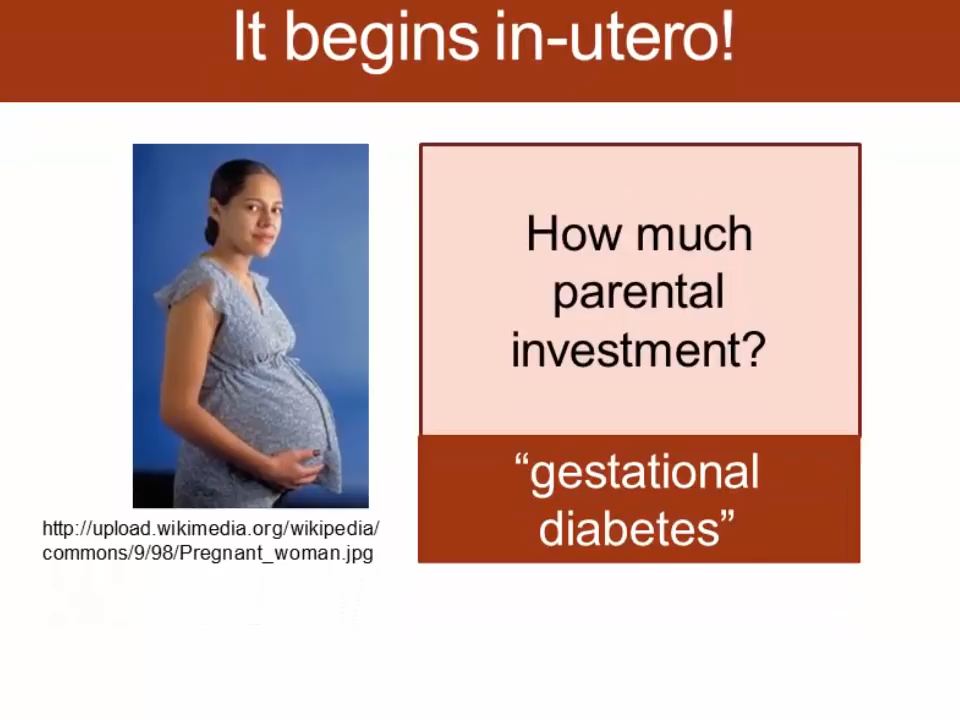 It begins in-utero!
How much
parental
investment?
“gestational
diabetes”
http://upload.wikimedia.org/wikipedia/
commons/9/98/Pregnant_woman.jpg